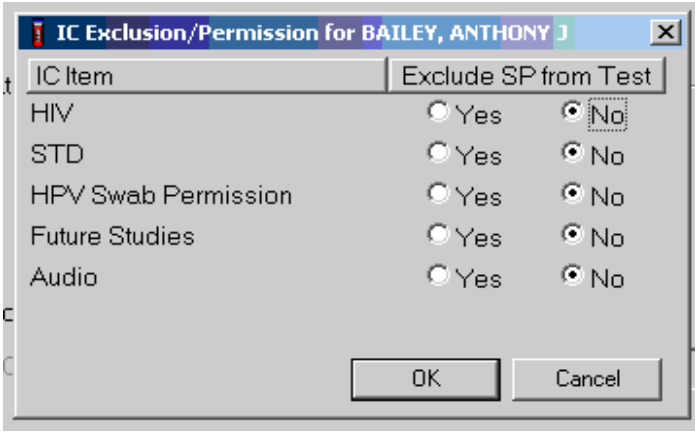 IC Exclusion/Permission for BAILEY, ANTHONY J
IC Item Exclude SP from Test
HIV Yes No
STD Yes No
HPV Swab Permission Yes No
Future Studies Yes No
Audio Yes No
OK Cancel